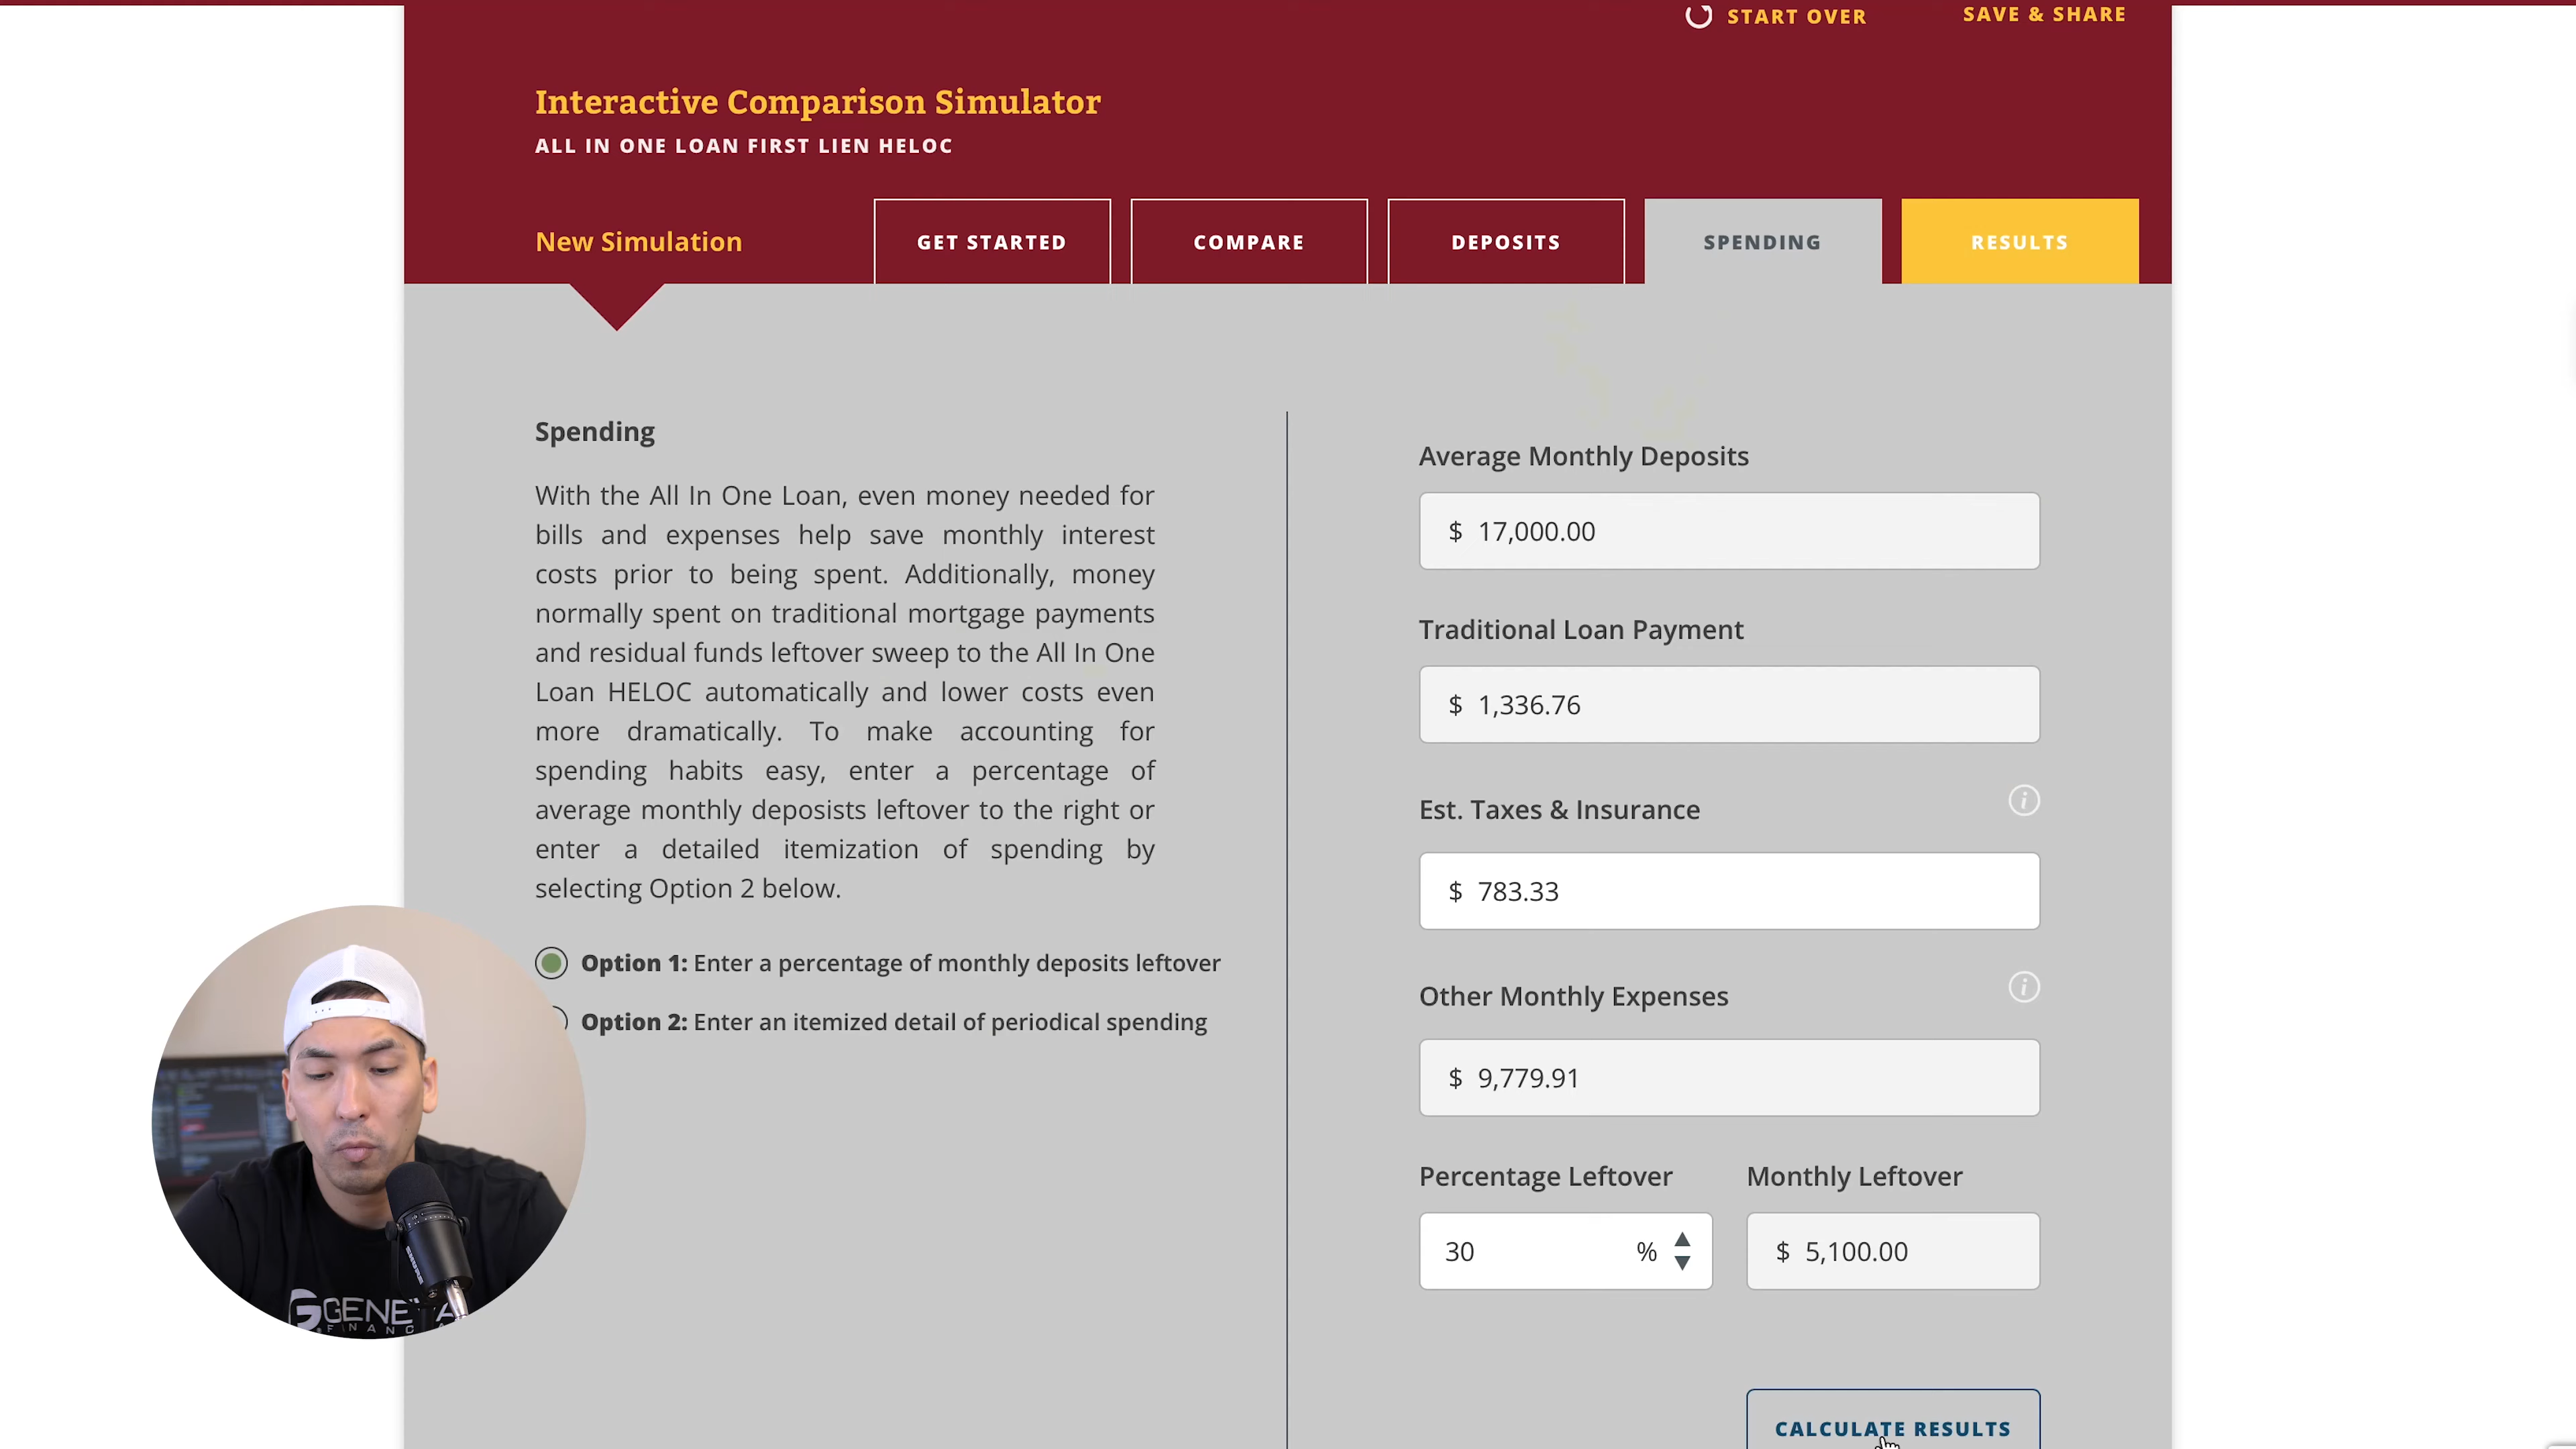 START OVER
SAVE & SHARE
Interactive Comparison Simulator
ALL IN ONE LOAN FIRST LIEN HELOC
New Simulation
GET STARTED
COMPARE
DEPOSITS
SPENDING
RESULTS
Spending
With the All In One Loan, even money needed for
bills and expenses help save monthly interest
costs prior to being spent. Additionally, money
normally spent on traditional mortgage payments
and residual funds leftover sweep to the All In One
Loan HELOC automatically and lower costs even
more dramatically. To make accounting for
spending habits easy, enter a percentage of
average monthly deposists leftover to the right or
enter a detailed itemization of spending by
selecting Option 2 below.
Option 1: Enter a percentage of monthly deposits leftover
Option 2: Enter an itemized detail of periodical spending
Average Monthly Deposits
$ 17,000.00
Traditional Loan Payment
$ 1,336.76
Est. Taxes & Insurance
$ 783.33
Other Monthly Expenses
$ 9,779.91
Percentage Leftover
30 %
Monthly Leftover
$ 5,100.00
CALCULATE RESULTS